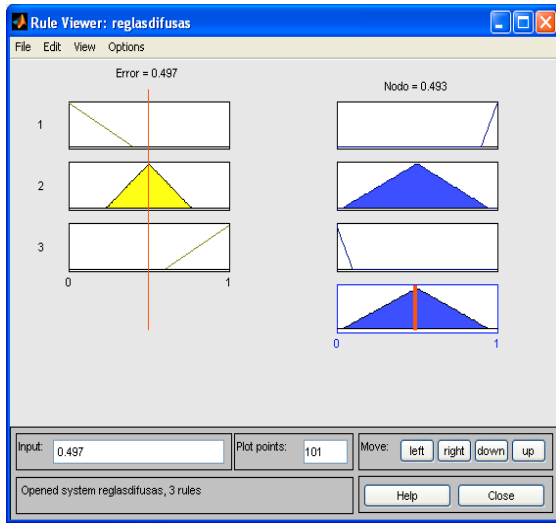 Rule Viewer: reglasdifusas
File Edit View Options
Error = 0.497
Nodo = 0.493
1
2
3
0 1
0 1
Input: 0.497
Plot points: 101
Move: left right down up
Opened system reglasdifusas, 3 rules
Help Close